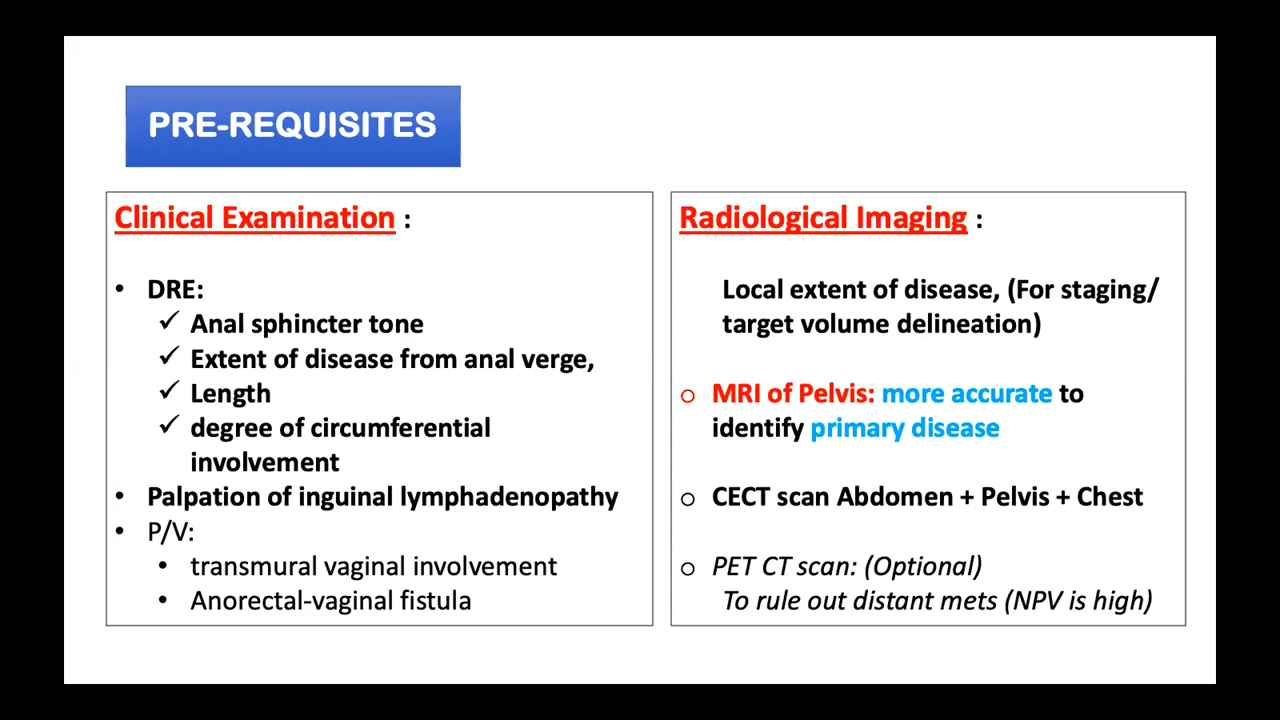 PRE-REQUISITES
Clinical Examination :
• DRE:
✓ Anal sphincter tone
✓ Extent of disease from anal verge,
✓ Length
✓ degree of circumferential
involvement
• Palpation of inguinal lymphadenopathy
• P/V:
• transmural vaginal involvement
• Anorectal-vaginal fistula
Radiological Imaging :
Local extent of disease, (For staging/
target volume delineation)
o MRI of Pelvis: more accurate to
identify primary disease
o CECT scan Abdomen + Pelvis + Chest
o PET CT scan: (Optional)
To rule out distant mets (NPV is high)